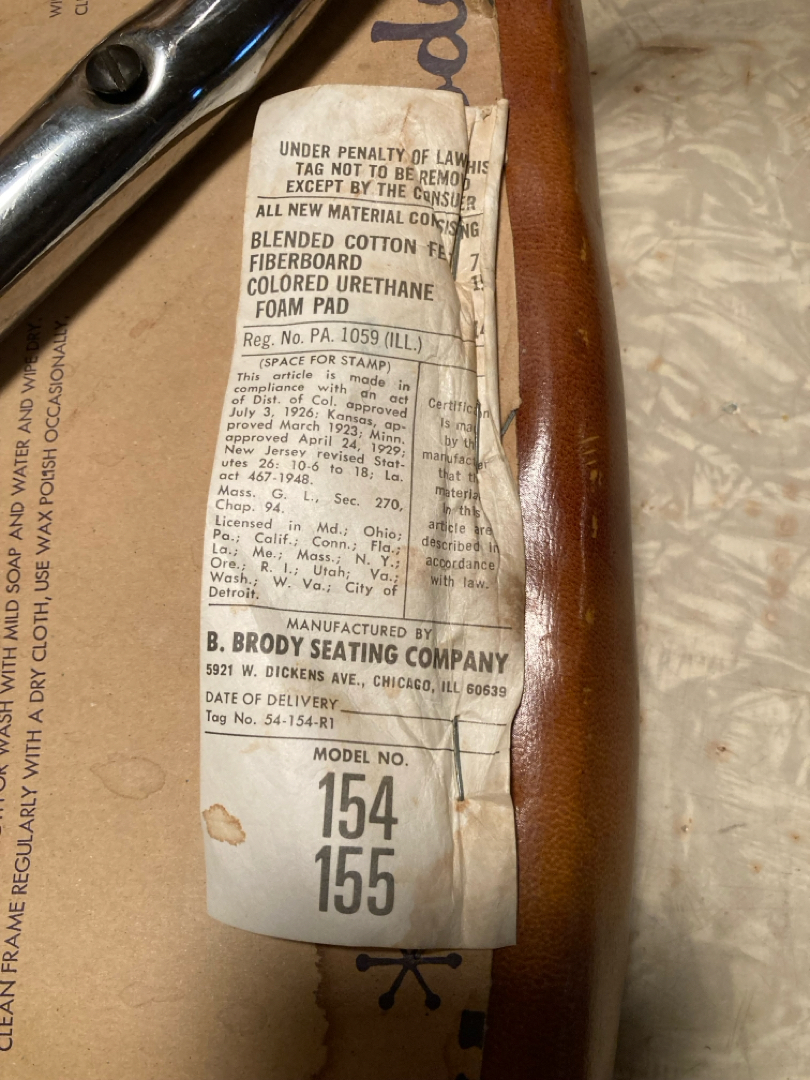 UNDER PENALTY OF LAW HIS
TAG NOT TO BE REMO D
EXCEPT BY THE CONSUER
ALL NEW MATERIAL CONSISING
BLENDED COTTON FE
FIBERBOARD
COLORED URETHANE
FOAM PAD
Reg. No. PA. 1059 (ILL.)
(SPACE FOR STAMP)
This article is made in
compliance with an act
of Dist. of Col. approved
July 3, 1926; Kansas, ap-
proved March 1923; Minn.
approved April 24, 1929;
New Jersey revised Stat-
utes 26: 10-6 to 18; La.
act 467-1948.
Mass. G. L., Sec. 270,
Chap. 94.
Licensed in Md.; Ohio;
Pa.; Calif.; Conn.; Fla.;
La.; Me.; Mass.; N. Y.;
Ore.; R. I.; Utah; Va.;
Wash.; W. Va.; City of
Detroit.
is ma
by th
manufac er
that t
materia
in this
article are
described in
accordance
with law.
MANUFACTURED BY
B. BRODY SEATING COMPANY
5921 W. DICKENS AVE., CHICAGO, ILL 60639
DATE OF DELIVERY
Tag No. 54-154-R1
MODEL NO.
154
155
OR WASH WITH MILD SOAP AND WATER AND WIPE DRY.
CLEAN FRAME REGULARLY WITH A DRY CLOTH, USE WAX POLISH OCCASIONALLY.